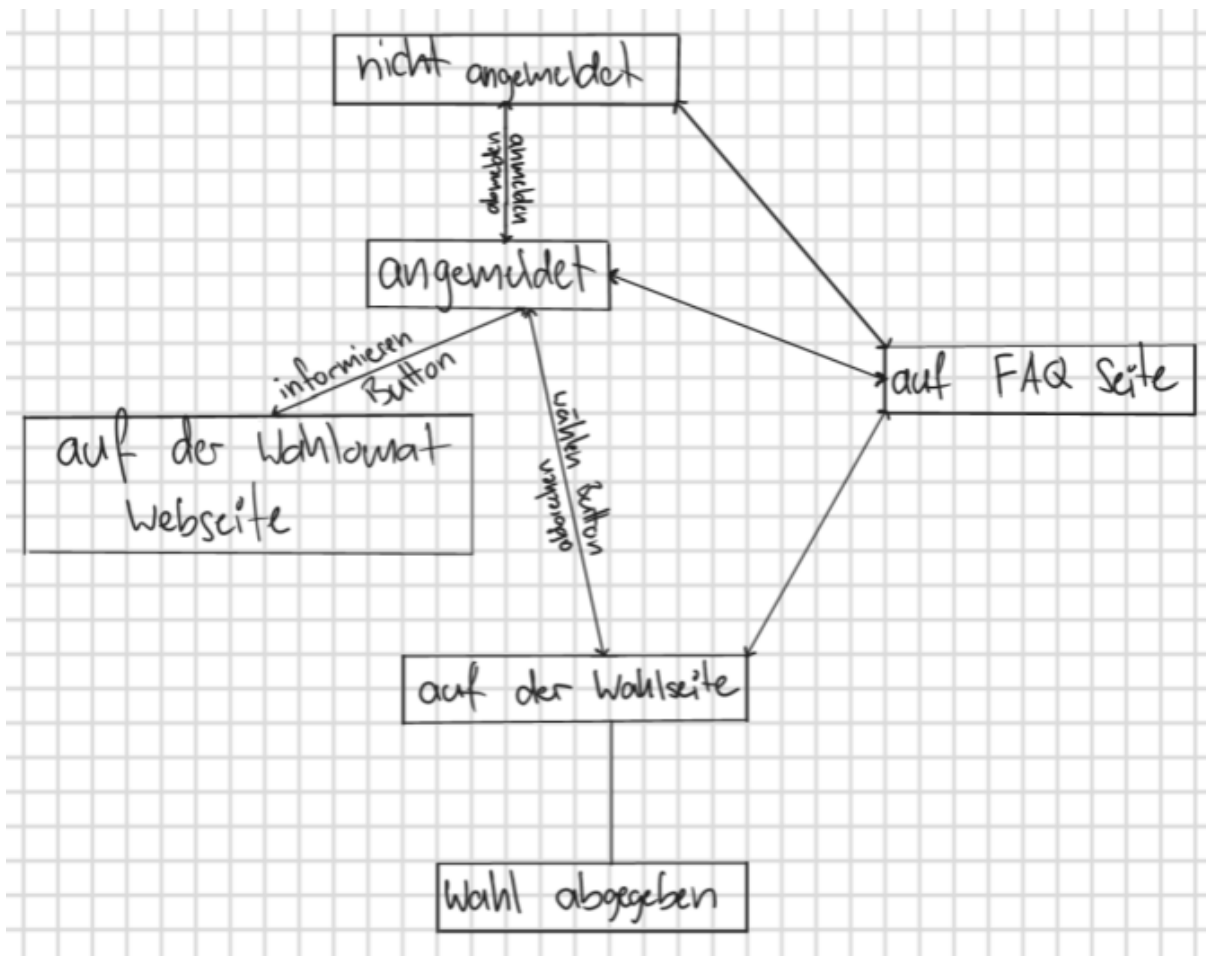 nicht angemeldet
abmelden
anmelden
angemeldet
informieren
Button
auf FAQ Seite
auf der Wahlomat
Webseite
wählen Button
abbrechen
auf der Wahlseite
Wahl abgegeben